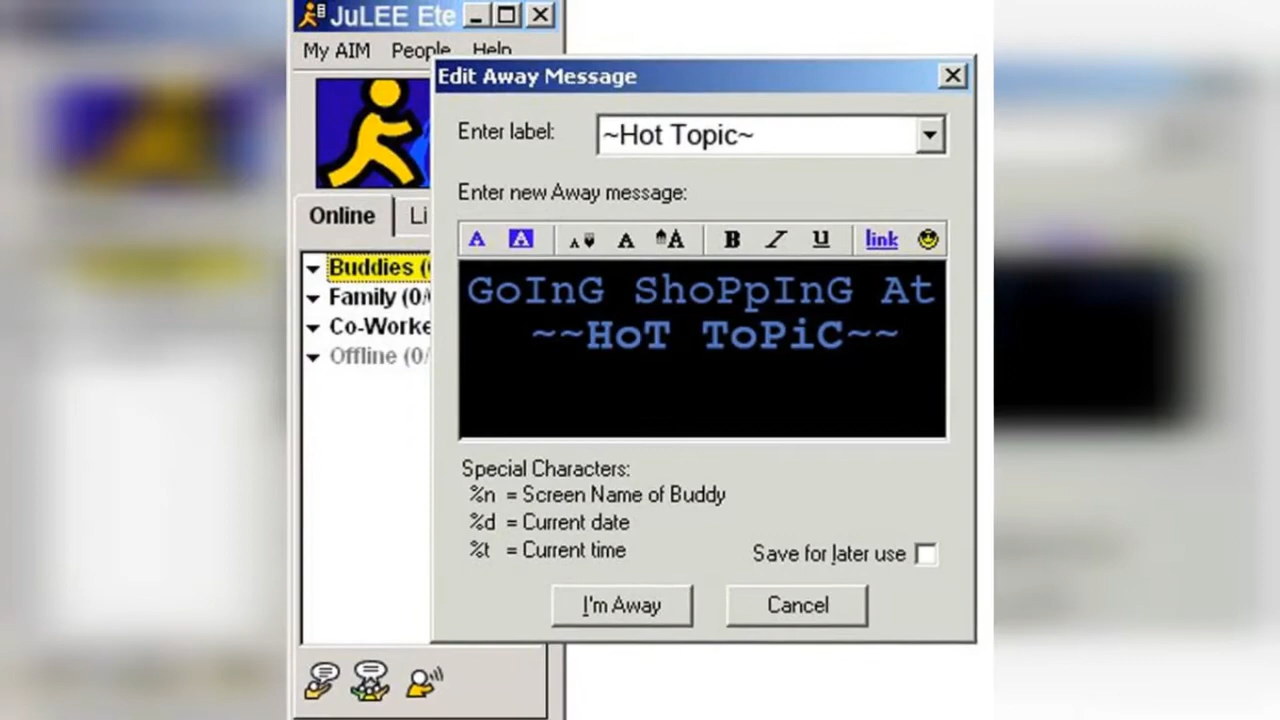 JuLEE Ete
My AIM People Help
Edit Away Message
Enter label: ~Hot Topic~
Enter new Away message:
Online Li
A A A A A B I U link
GoInG ShoPpInG At
~~HoT ToPiC~~
Buddies (
Family (0/
Co-Worke
Offline (0/
Special Characters:
%n = Screen Name of Buddy
%d = Current date
%t = Current time
Save for later use
I'm Away Cancel